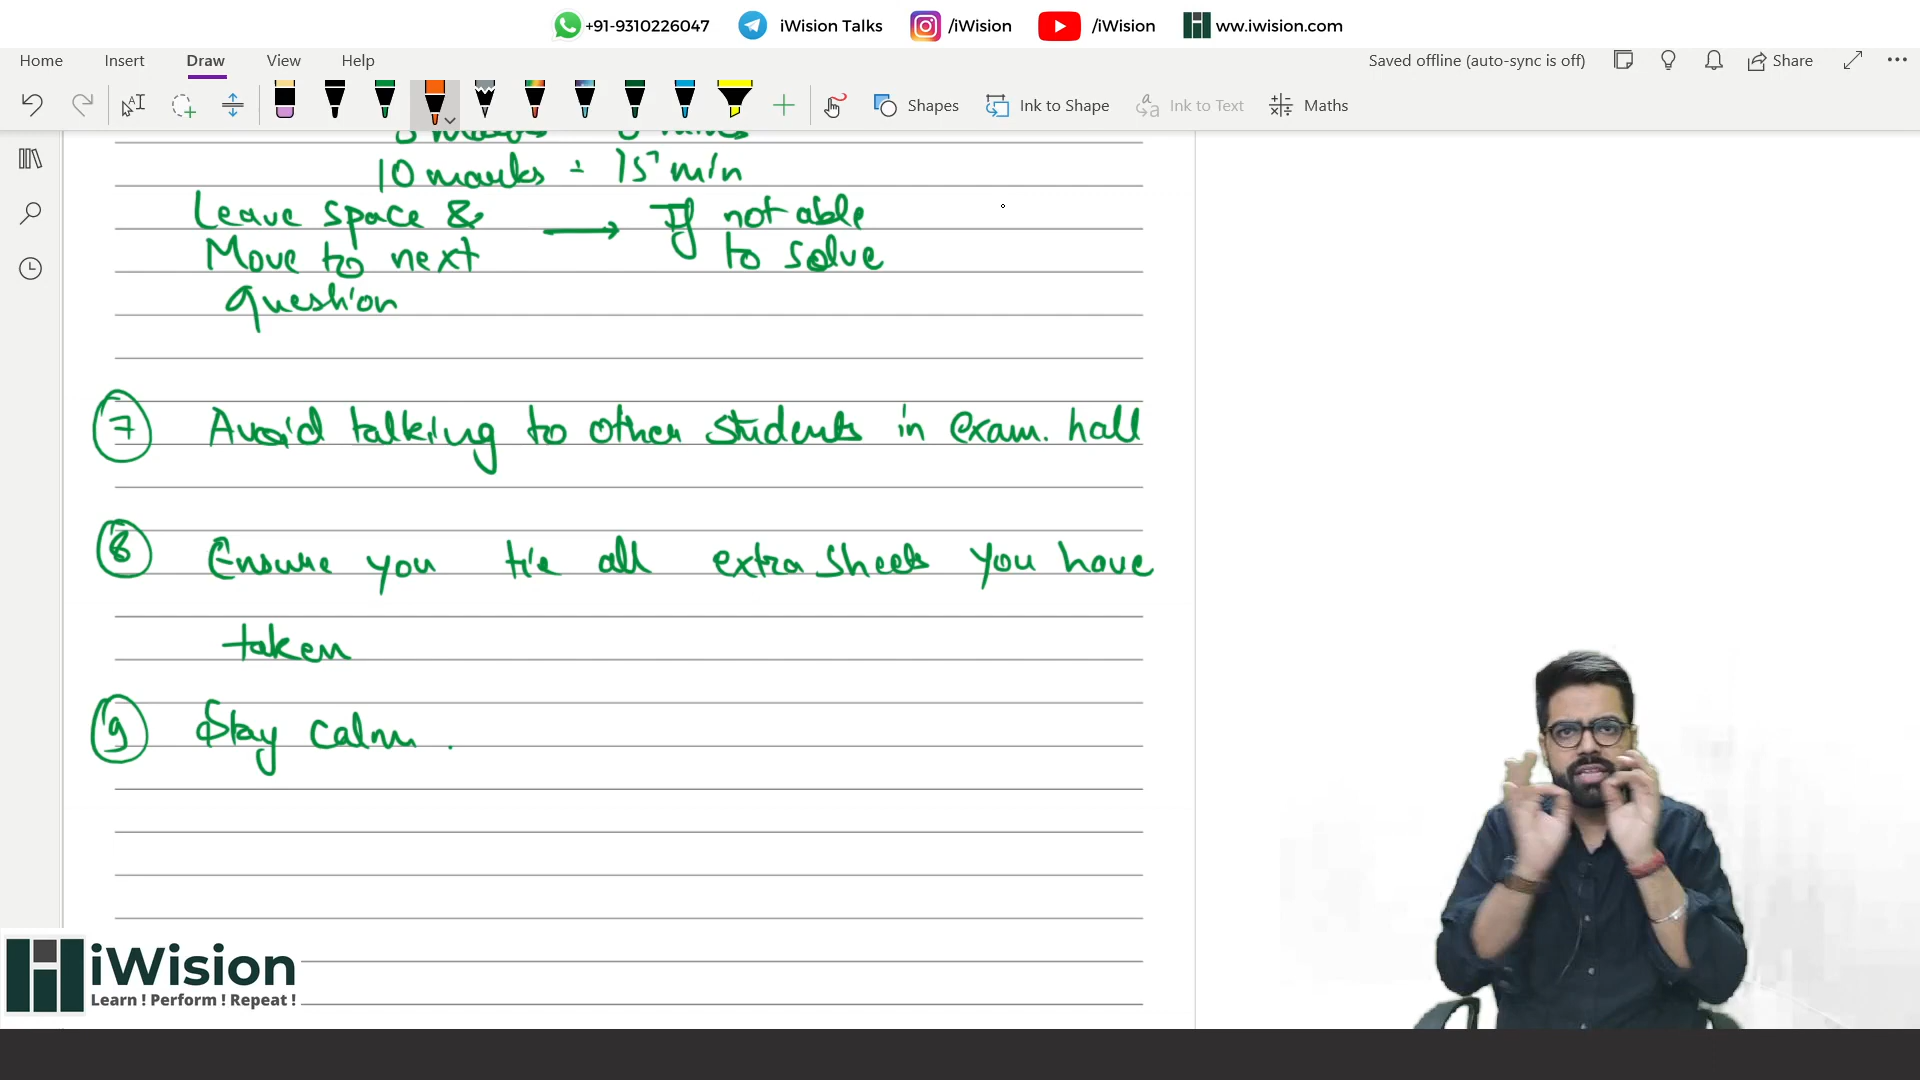 +91-9310226047 iWision Talks /iWision /iWision ww.iwision.com
Home Insert Draw View Help Saved offline (auto-sync is off) Share
Shapes Ink to Shape Ink to Text Maths
10 marks = 15 min
Leave space & → If not able
Move to next to solve
question
7 Avoid talking to other students in exam. hall
8 Ensure you tie all extra sheets you have
taken
9 Stay calm.
iWision
Learn ! Perform ! Repeat !